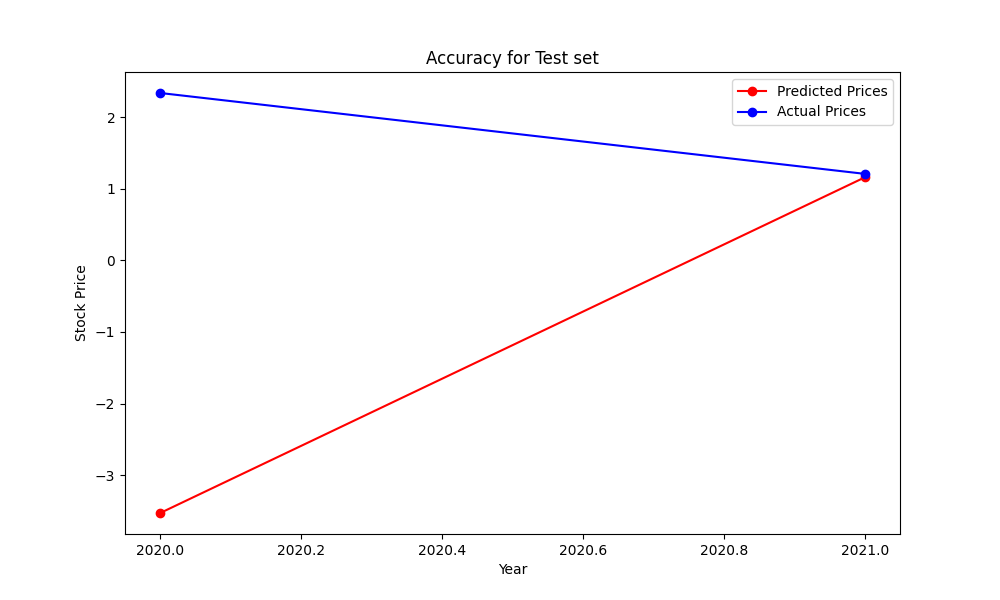 Accuracy for Test set
Predicted Prices
Actual Prices
Stock Price
2
1
0
−1
−2
−3
2020.0 2020.2 2020.4 2020.6 2020.8 2021.0
Year